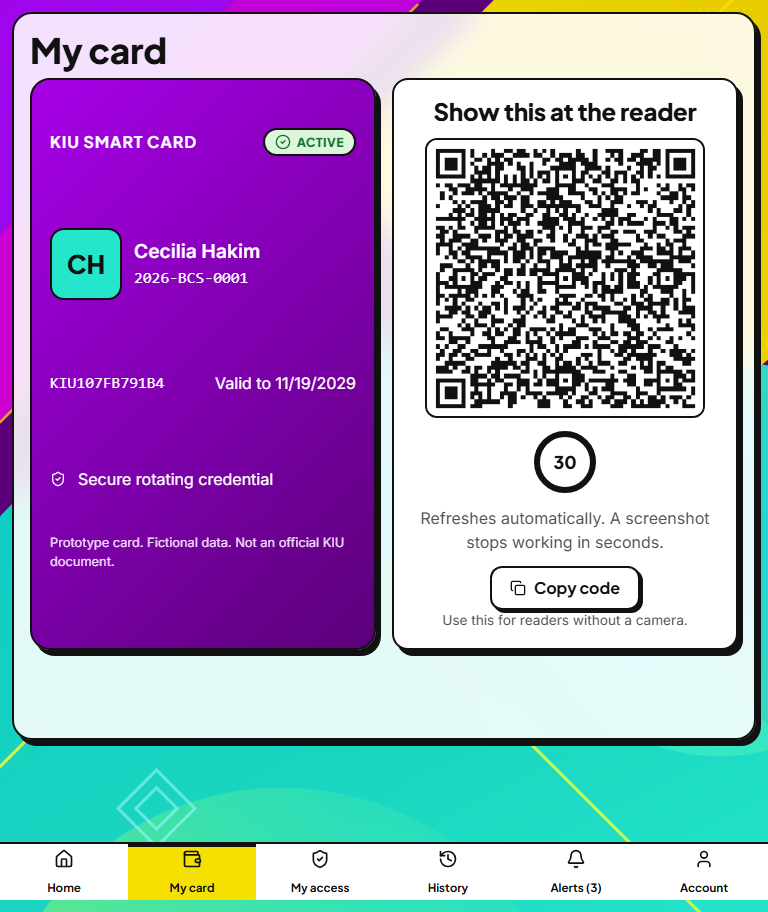 My card
KIU SMART CARD
ACTIVE
CH
Cecilia Hakim
2026-BCS-0001
KIU107FB791B4
Valid to 11/19/2029
Secure rotating credential
Prototype card. Fictional data. Not an official KIU
document.
Show this at the reader
30
Refreshes automatically. A screenshot
stops working in seconds.
Copy code
Use this for readers without a camera.
Home
My card
My access
History
Alerts (3)
Account